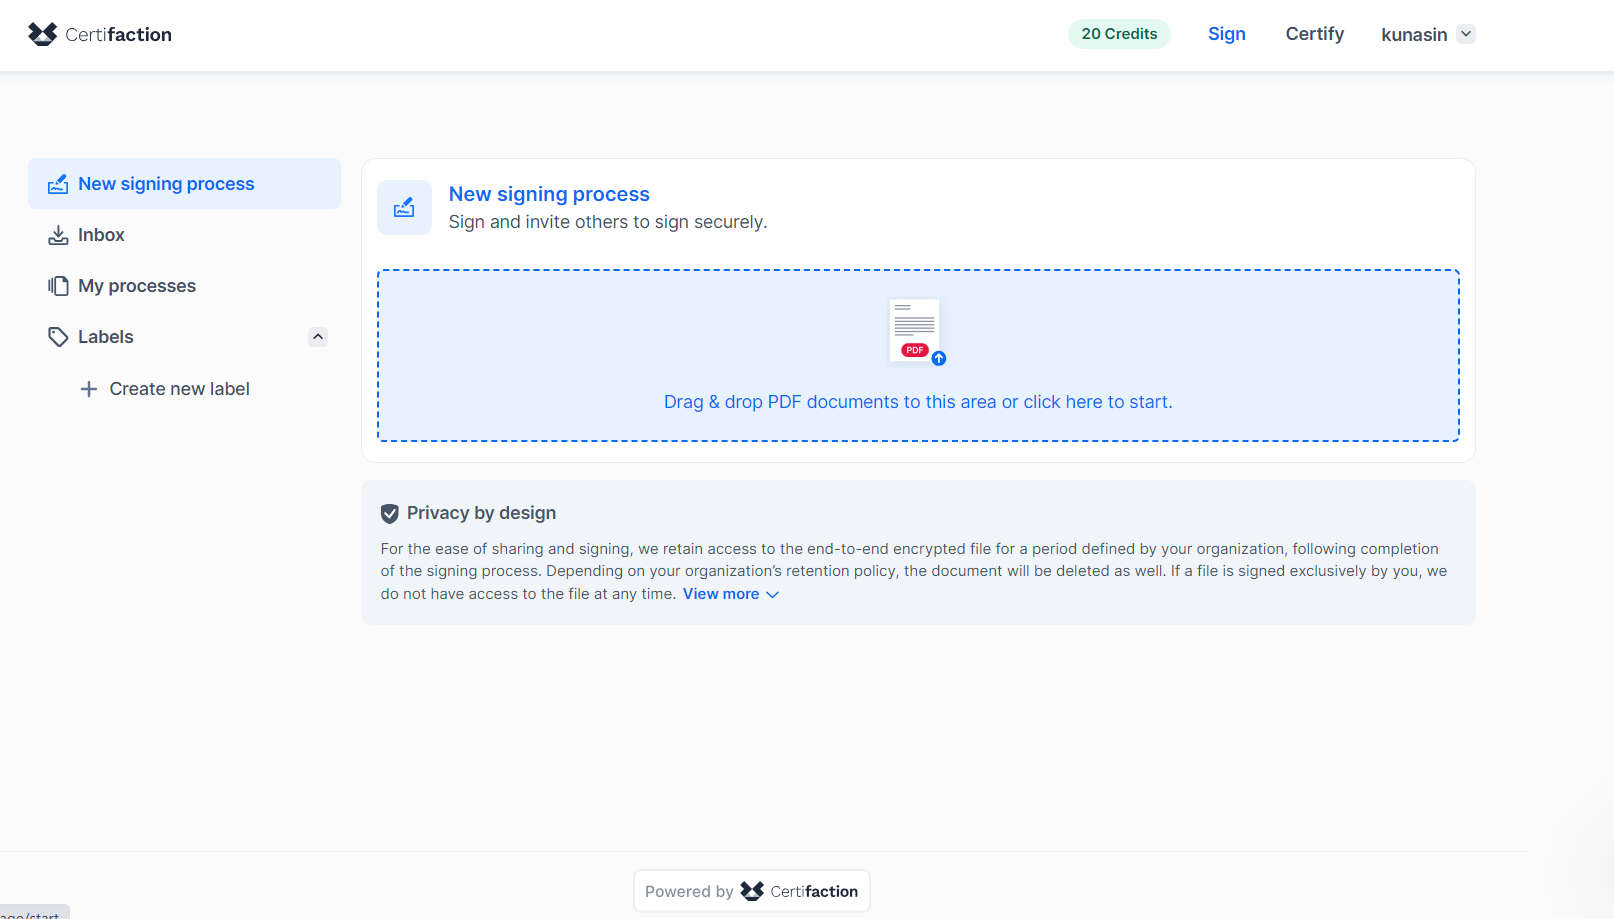 Certifaction
20 Credits
Sign
Certify
kunasin
New signing process
Inbox
My processes
Labels
Create new label
New signing process
Sign and invite others to sign securely.
PDF
Drag & drop PDF documents to this area or click here to start.
Privacy by design
For the ease of sharing and signing, we retain access to the end-to-end encrypted file for a period defined by your organization, following completion
of the signing process. Depending on your organization's retention policy, the document will be deleted as well. If a file is signed exclusively by you, we
do not have access to the file at any time. View more
Powered by Certifaction